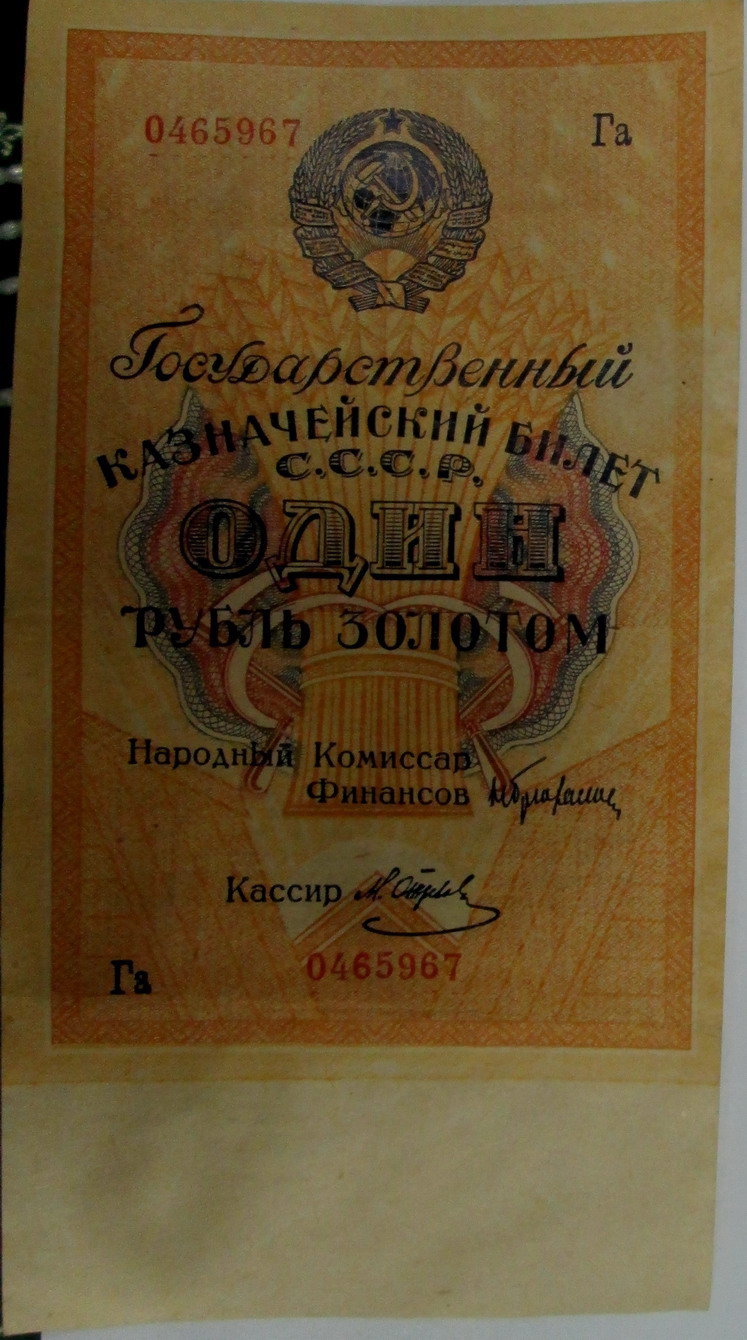 0465967 Га
Государственный
КАЗНАЧЕЙСКИЙ БИЛЕТ
С.С.С.Р.
ОДИН
РУБЛЬ ЗОЛОТОМ
Народный Комиссар
Финансов
Кассир
Га 0465967